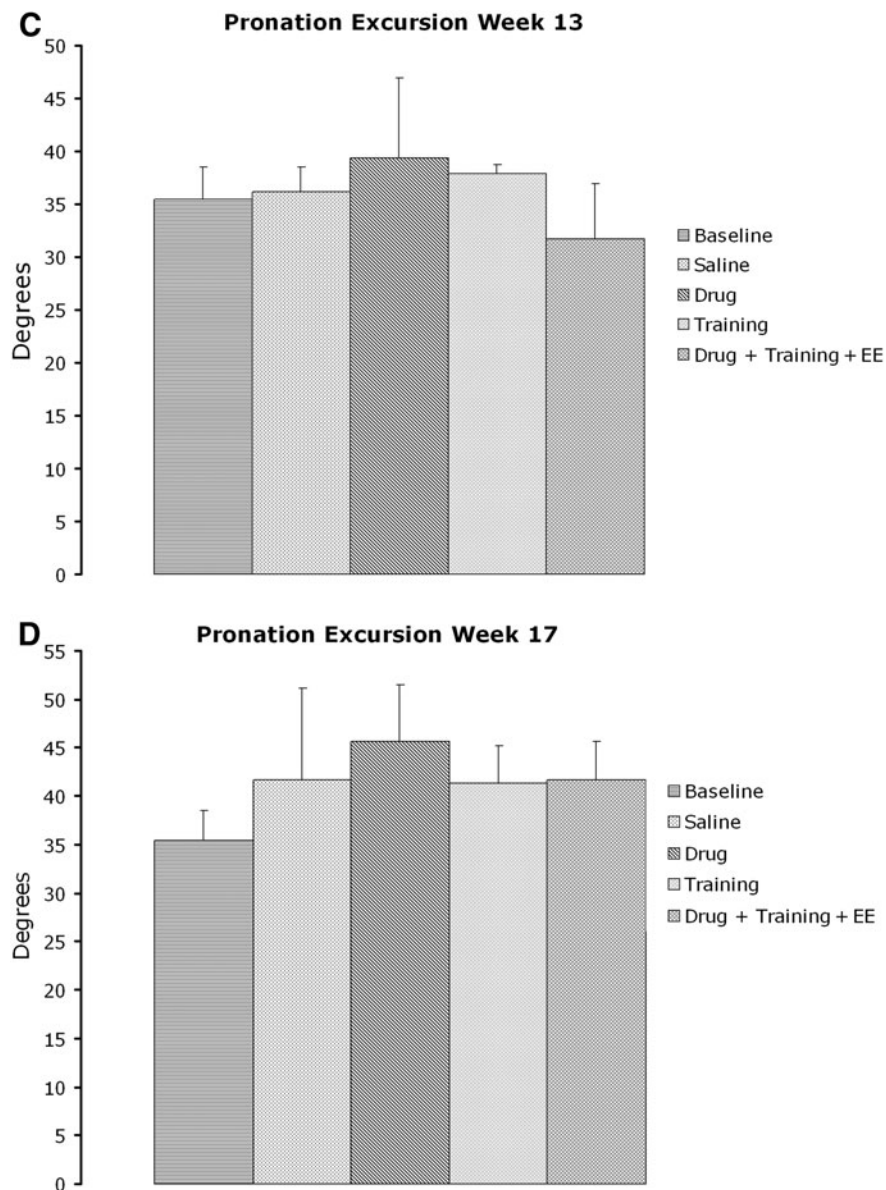 C
Pronation Excursion Week 13
50
45
40
35
30
25
20
15
10
5
0
Degrees
Baseline
Saline
Drug
Training
Drug + Training + EE
D
Pronation Excursion Week 17
55
50
45
40
35
30
25
20
15
10
5
0
Degrees
Baseline
Saline
Drug
Training
Drug + Training + EE